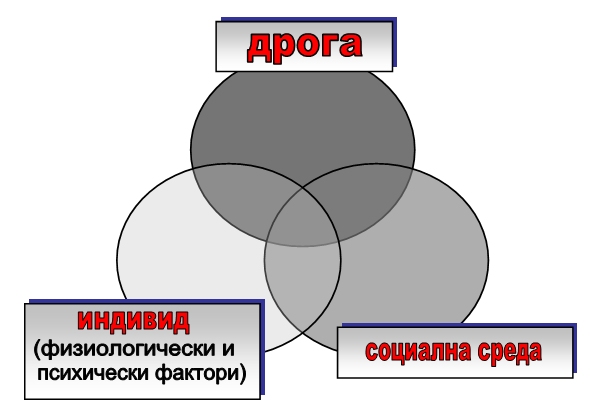 дрога
индивид
(физиологически и
психически фактори)
социална среда